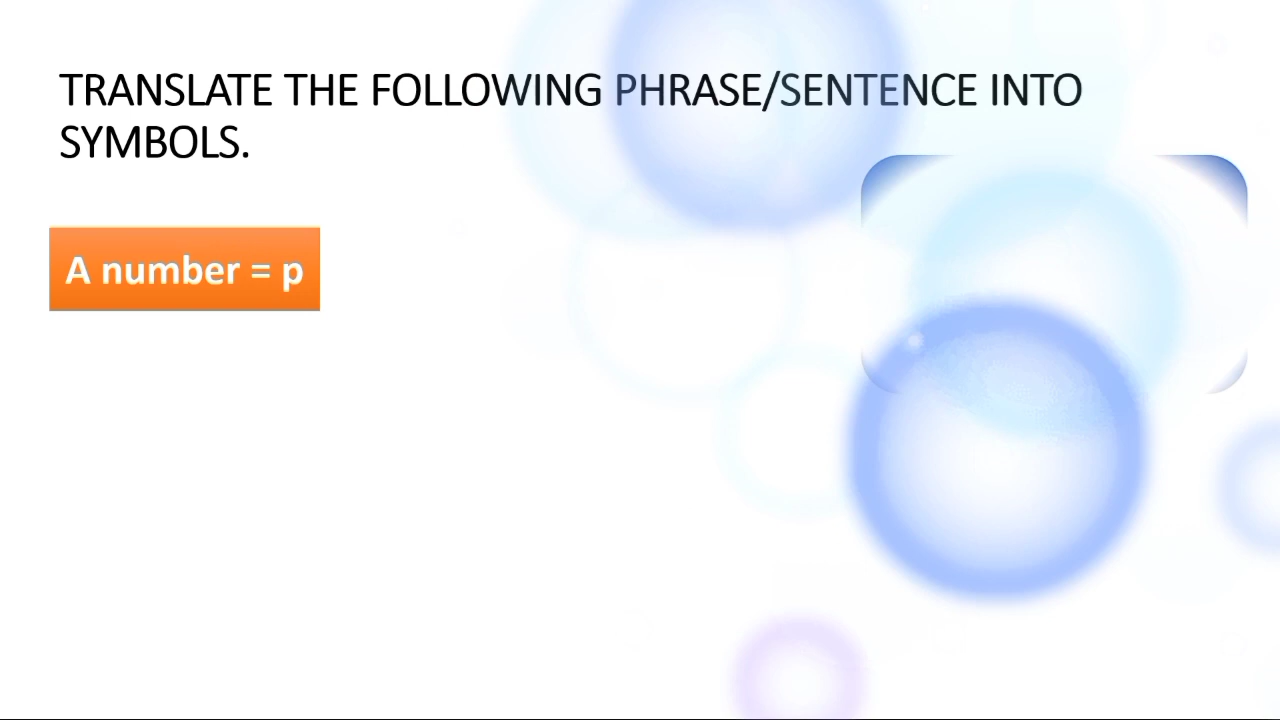 TRANSLATE THE FOLLOWING PHRASE/SENTENCE INTO
SYMBOLS.
A number = p